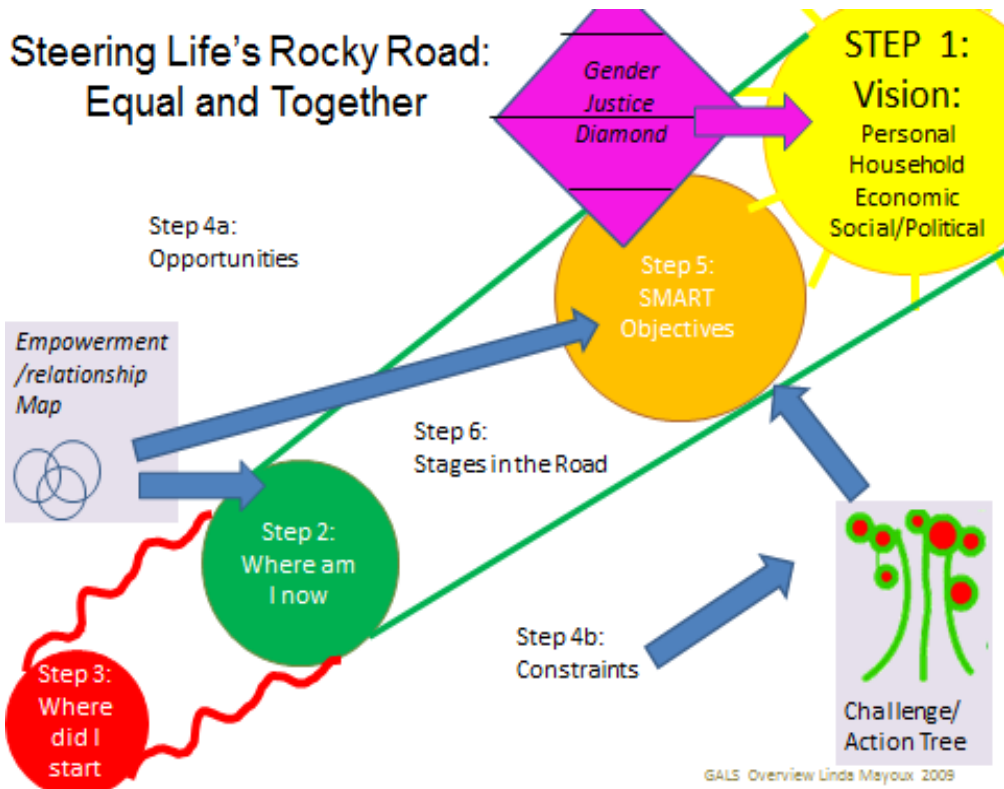 Steering Life's Rocky Road:
Equal and Together
Gender
Justice
Diamond
STEP 1:
Vision:
Personal
Household
Economic
Social/Political
Step 4a:
Opportunities
Step 5:
SMART
Objectives
Empowerment
/relationship
Map
Step 6:
Stages in the Road
Step 2:
Where am
I now
Step 4b:
Constraints
Step 3:
Where
did I
start
Challenge/
Action Tree
GALS Overview Linda Mayoux 2009